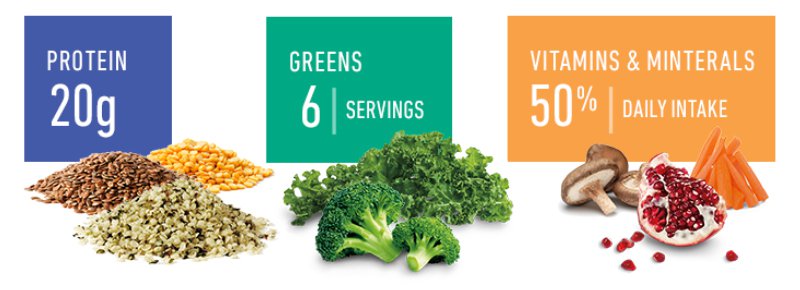 PROTEIN
20g
GREENS
6 SERVINGS
VITAMINS & MINTERALS
50% DAILY INTAKE